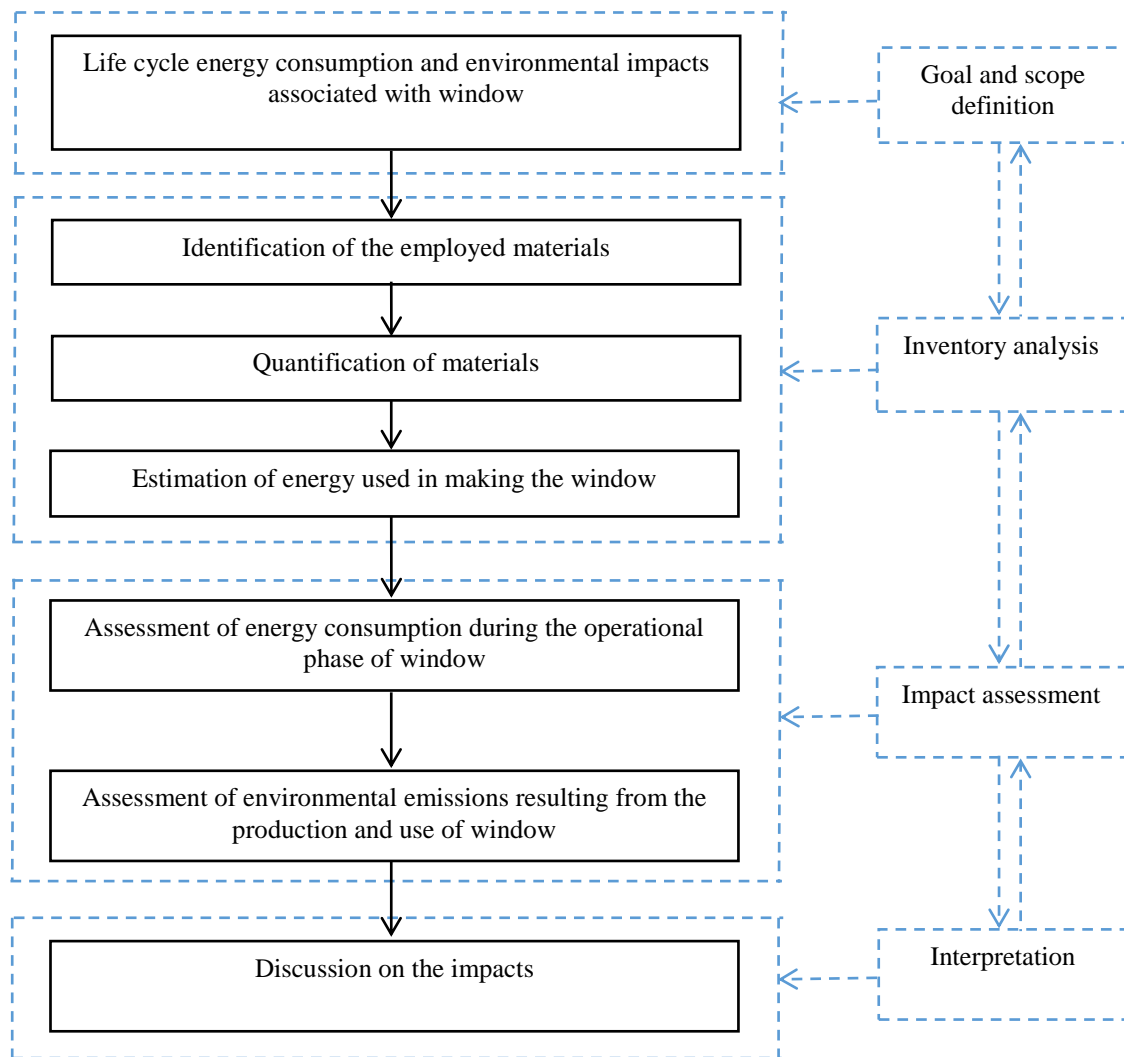 Life cycle energy consumption and environmental impacts
associated with window
Goal and scope
definition
Identification of the employed materials
Quantification of materials
Inventory analysis
Estimation of energy used in making the window
Assessment of energy consumption during the operational
phase of window
Impact assessment
Assessment of environmental emissions resulting from the
production and use of window
Discussion on the impacts
Interpretation